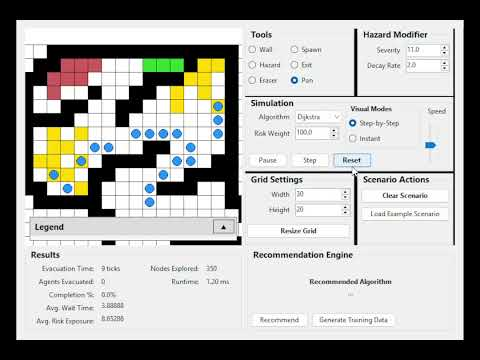 Tools
Wall
Spawn
Hazard
Exit
Eraser
Pan
Hazard Modifier
Severity
11.0
Decay Rate
2.0
Simulation
Algorithm
Dijkstra
Risk Weight
100.0
Visual Modes
Step-by-Step
Instant
Speed
Pause
Step
Reset
Grid Settings
Width
30
Height
20
Resize Grid
Scenario Actions
Clear Scenario
Load Example Scenario
Legend
Results
Evacuation Time: 9 ticks
Nodes Explored: 350
Agents Evacuated: 0
Runtime: 1.20 ms
Completion %: 0.0%
Avg. Wait Time: 3.88888
Avg. Risk Exposure: 8.65288
Recommendation Engine
Recommended Algorithm
...
Recommend
Generate Training Data